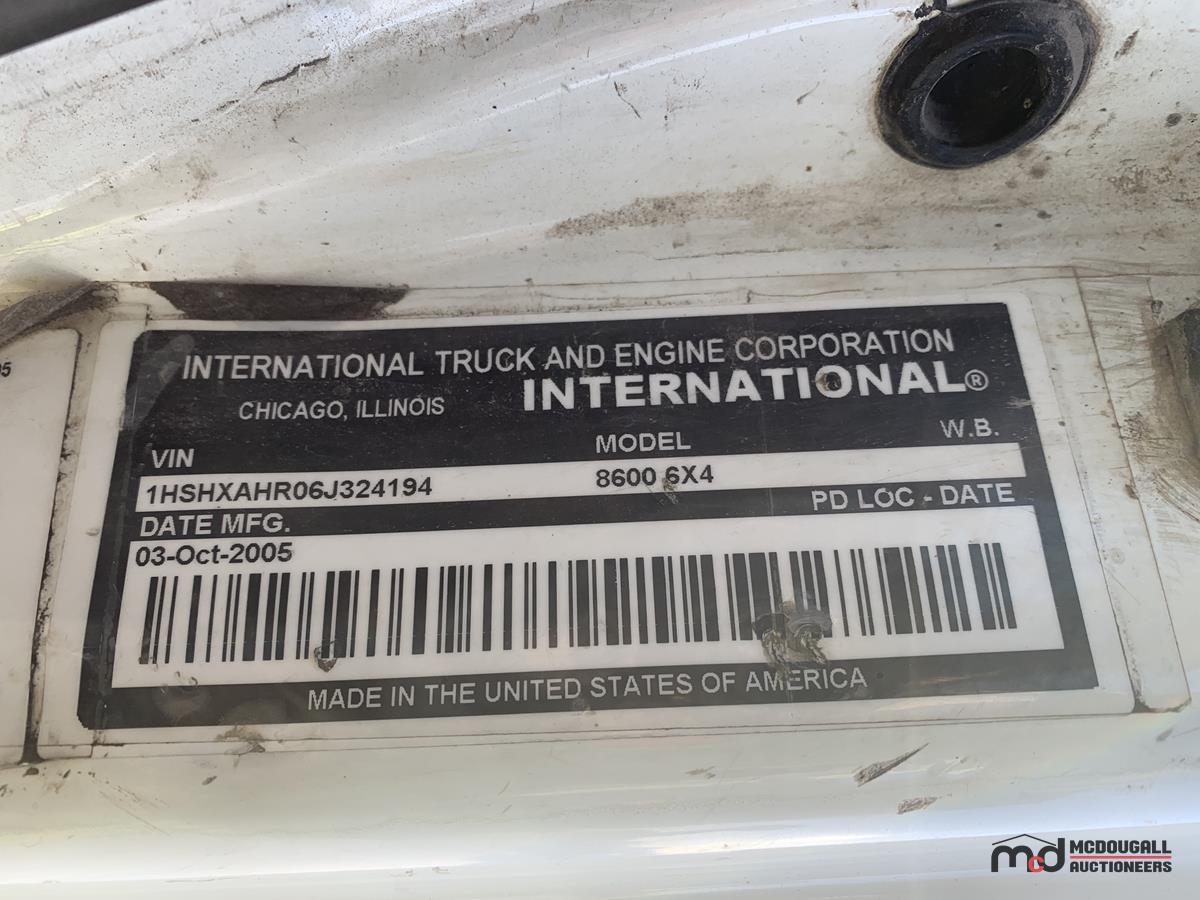 INTERNATIONAL TRUCK AND ENGINE CORPORATION
CHICAGO, ILLINOIS INTERNATIONAL®
VIN MODEL W.B.
1HSHXAHR06J324194 8600 6X4
DATE MFG. PD LOC - DATE
03-Oct-2005
MADE IN THE UNITED STATES OF AMERICA
mcd MCDOUGALL
AUCTIONEERS